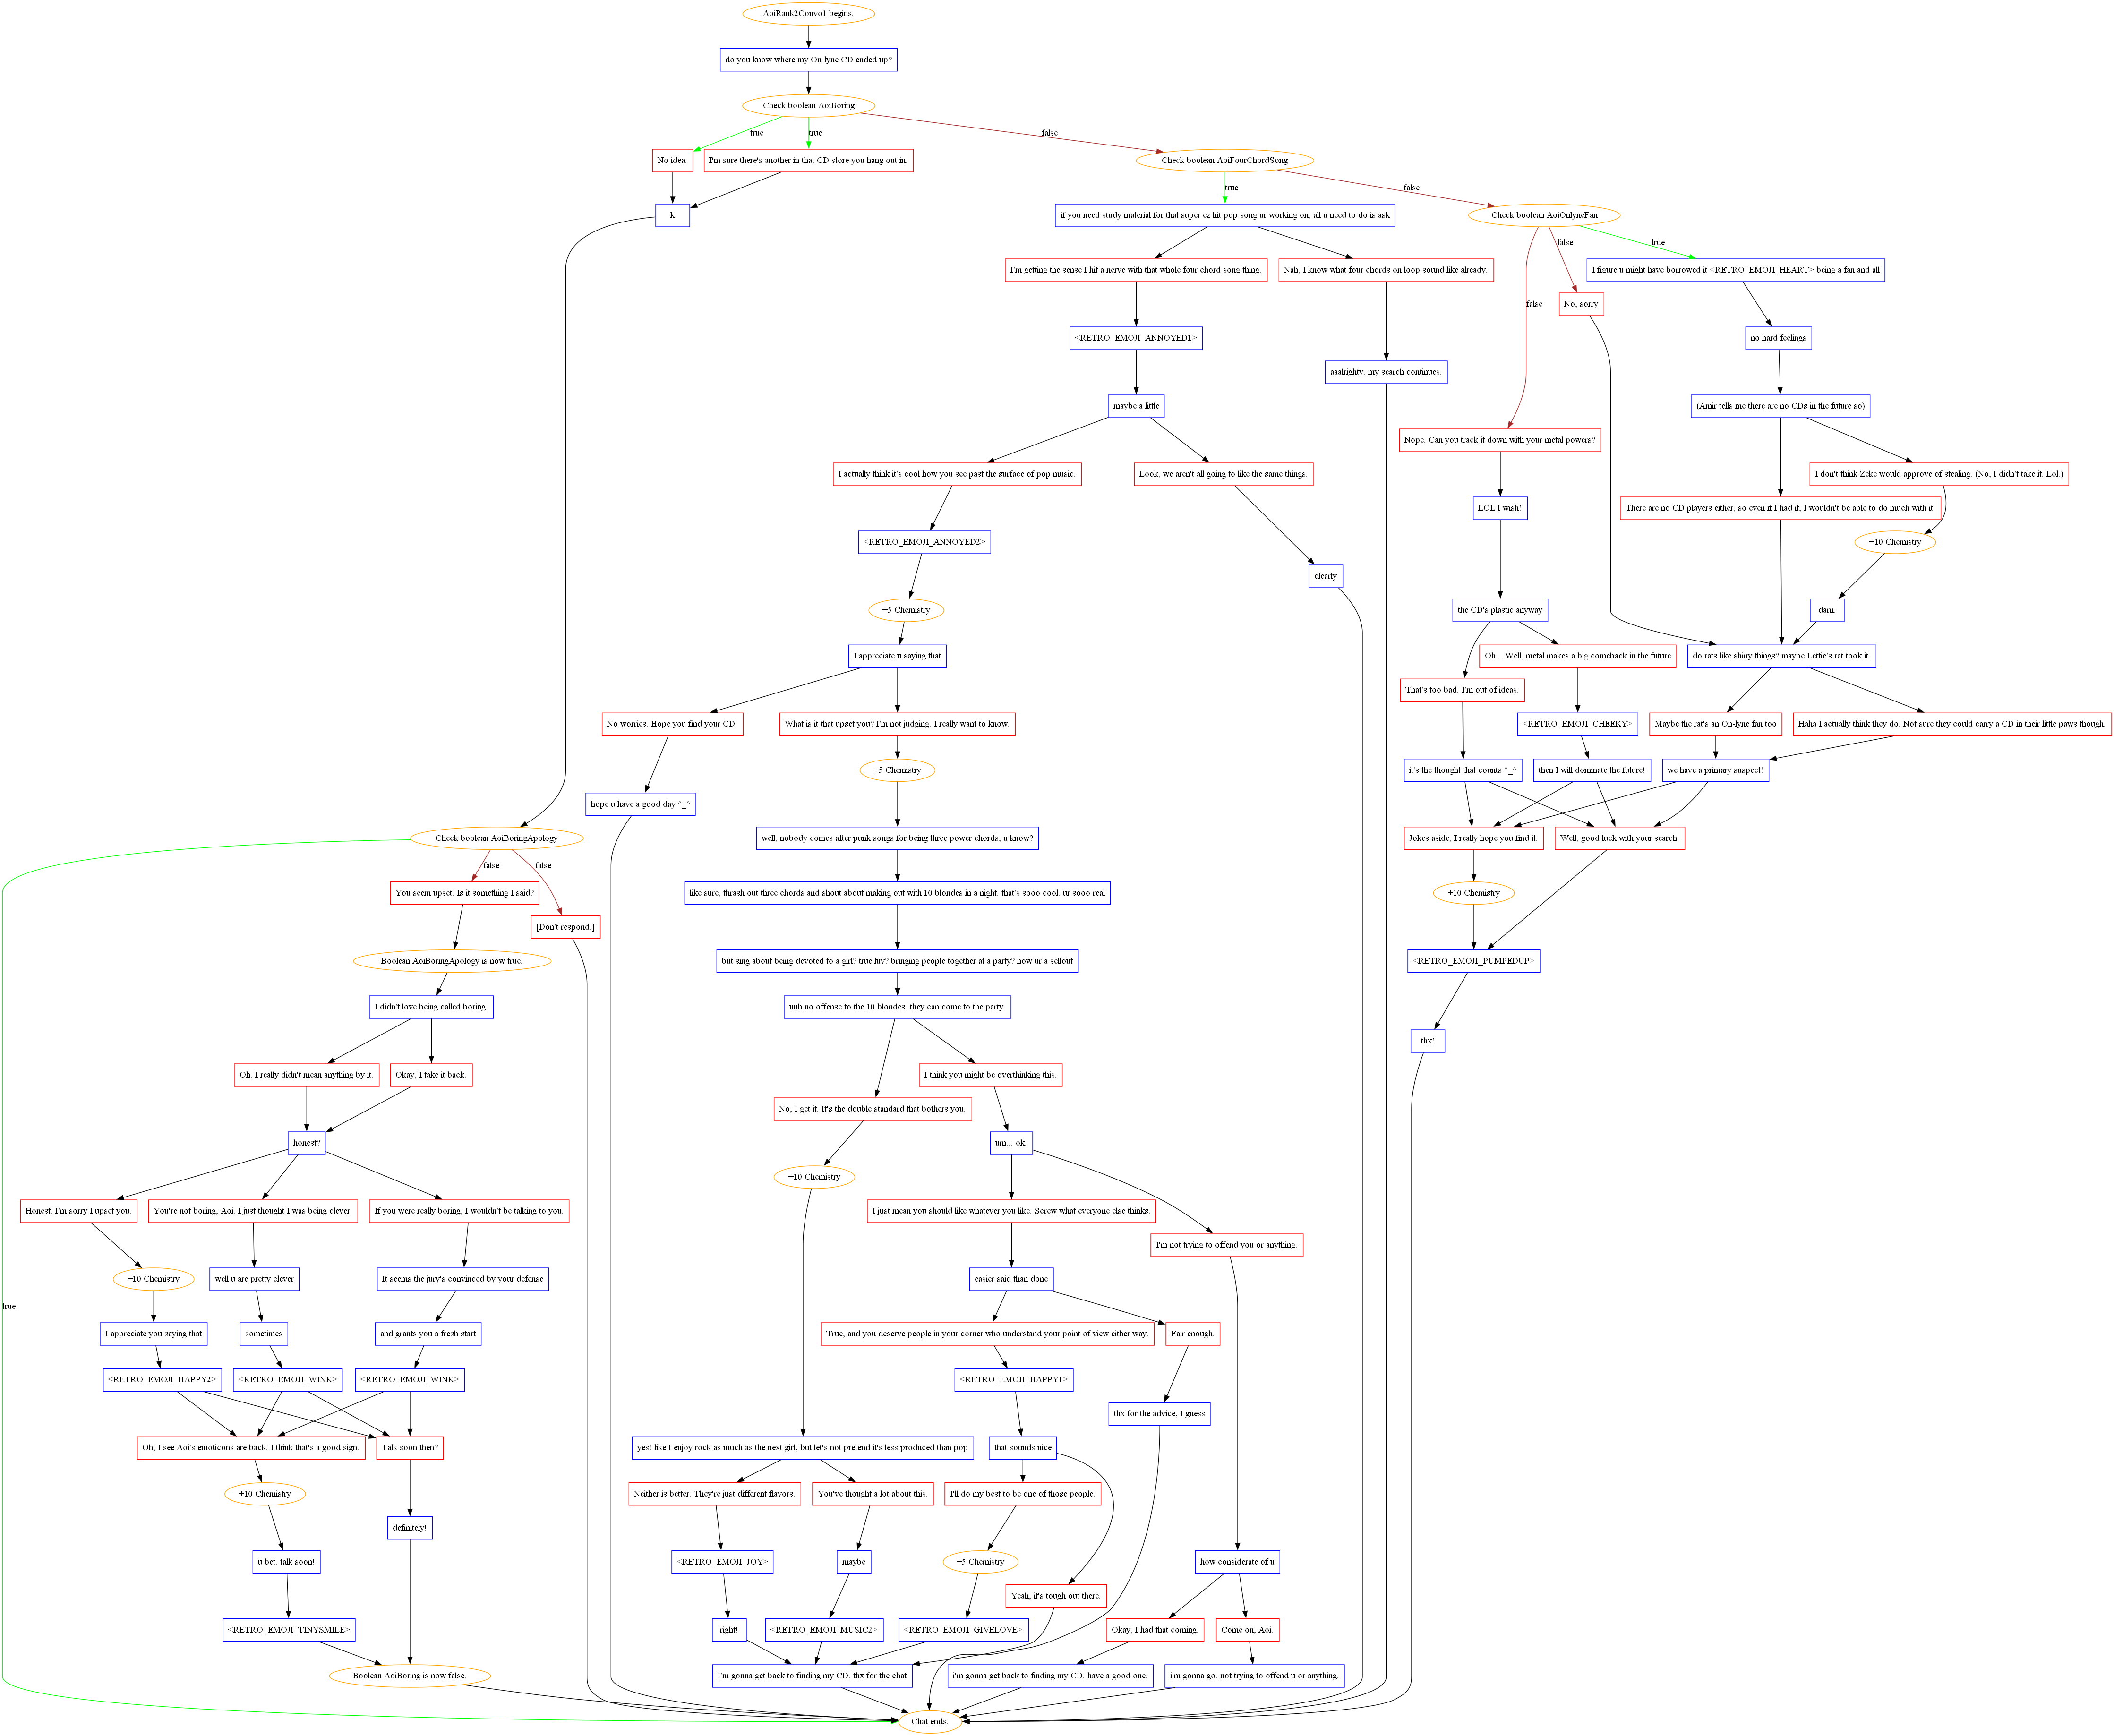 AoiRank2Convo1 begins.
do you know where my On-lyne CD ended up?
Check boolean AoiBoring
true
true
false
No idea.
I'm sure there's another in that CD store you hang out in.
Check boolean AoiFourChordSong
true
false
k
if you need study material for that super ez hit pop song ur working on, all u need to do is ask
Check boolean AoiOnlyneFan
false
true
false
I'm getting the sense I hit a nerve with that whole four chord song thing.
Nah, I know what four chords on loop sound like already.
I figure u might have borrowed it <RETRO_EMOJI_HEART> being a fan and all
No, sorry
<RETRO_EMOJI_ANNOYED1>
no hard feelings
aaalrighty. my search continues.
maybe a little
(Amir tells me there are no CDs in the future so)
Nope. Can you track it down with your metal powers?
I actually think it's cool how you see past the surface of pop music.
Look, we aren't all going to like the same things.
I don't think Zeke would approve of stealing. (No, I didn't take it. Lol.)
LOL I wish!
There are no CD players either, so even if I had it, I wouldn't be able to do much with it.
<RETRO_EMOJI_ANNOYED2>
+10 Chemistry
clearly
+5 Chemistry
the CD's plastic anyway
darn.
I appreciate u saying that
Oh... Well, metal makes a big comeback in the future
do rats like shiny things? maybe Lettie's rat took it.
That's too bad. I'm out of ideas.
No worries. Hope you find your CD.
What is it that upset you? I'm not judging. I really want to know.
<RETRO_EMOJI_CHEEKY>
Maybe the rat's an On-lyne fan too
Haha I actually think they do. Not sure they could carry a CD in their little paws though.
+5 Chemistry
it's the thought that counts ^_^
then I will dominate the future!
we have a primary suspect!
hope u have a good day ^_^
Check boolean AoiBoringApology
well, nobody comes after punk songs for being three power chords, u know?
Jokes aside, I really hope you find it.
Well, good luck with your search.
false
false
You seem upset. Is it something I said?
like sure, thrash out three chords and shout about making out with 10 blondes in a night. that's sooo cool. ur sooo real
+10 Chemistry
[Don't respond.]
Boolean AoiBoringApology is now true.
but sing about being devoted to a girl? true luv? bringing people together at a party? now ur a sellout
<RETRO_EMOJI_PUMPEDUP>
I didn't love being called boring.
uuh no offense to the 10 blondes. they can come to the party.
thx!
Oh. I really didn't mean anything by it.
Okay, I take it back.
I think you might be overthinking this.
No, I get it. It's the double standard that bothers you.
honest?
um... ok.
+10 Chemistry
Honest. I'm sorry I upset you.
You're not boring, Aoi. I just thought I was being clever.
If you were really boring, I wouldn't be talking to you.
I just mean you should like whatever you like. Screw what everyone else thinks.
I'm not trying to offend you or anything.
+10 Chemistry
well u are pretty clever
It seems the jury's convinced by your defense
easier said than done
true
I appreciate you saying that
sometimes
and grants you a fresh start
True, and you deserve people in your corner who understand your point of view either way.
Fair enough.
<RETRO_EMOJI_HAPPY2>
<RETRO_EMOJI_WINK>
<RETRO_EMOJI_WINK>
<RETRO_EMOJI_HAPPY1>
thx for the advice, I guess
Oh, I see Aoi's emoticons are back. I think that's a good sign.
Talk soon then?
yes! like I enjoy rock as much as the next girl, but let's not pretend it's less produced than pop
that sounds nice
+10 Chemistry
Neither is better. They're just different flavors.
You've thought a lot about this.
I'll do my best to be one of those people.
definitely!
u bet. talk soon!
<RETRO_EMOJI_JOY>
maybe
+5 Chemistry
how considerate of u
Yeah, it's tough out there.
<RETRO_EMOJI_TINYSMILE>
right!
<RETRO_EMOJI_MUSIC2>
<RETRO_EMOJI_GIVELOVE>
Okay, I had that coming.
Come on, Aoi.
Boolean AoiBoring is now false.
I'm gonna get back to finding my CD. thx for the chat
i'm gonna get back to finding my CD. have a good one.
i'm gonna go. not trying to offend u or anything.
Chat ends.